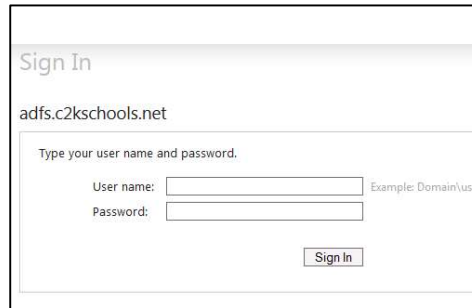 Sign In
adfs.c2kschools.net
Type your user name and password.
User name: Example: Domain\us
Password:
Sign In